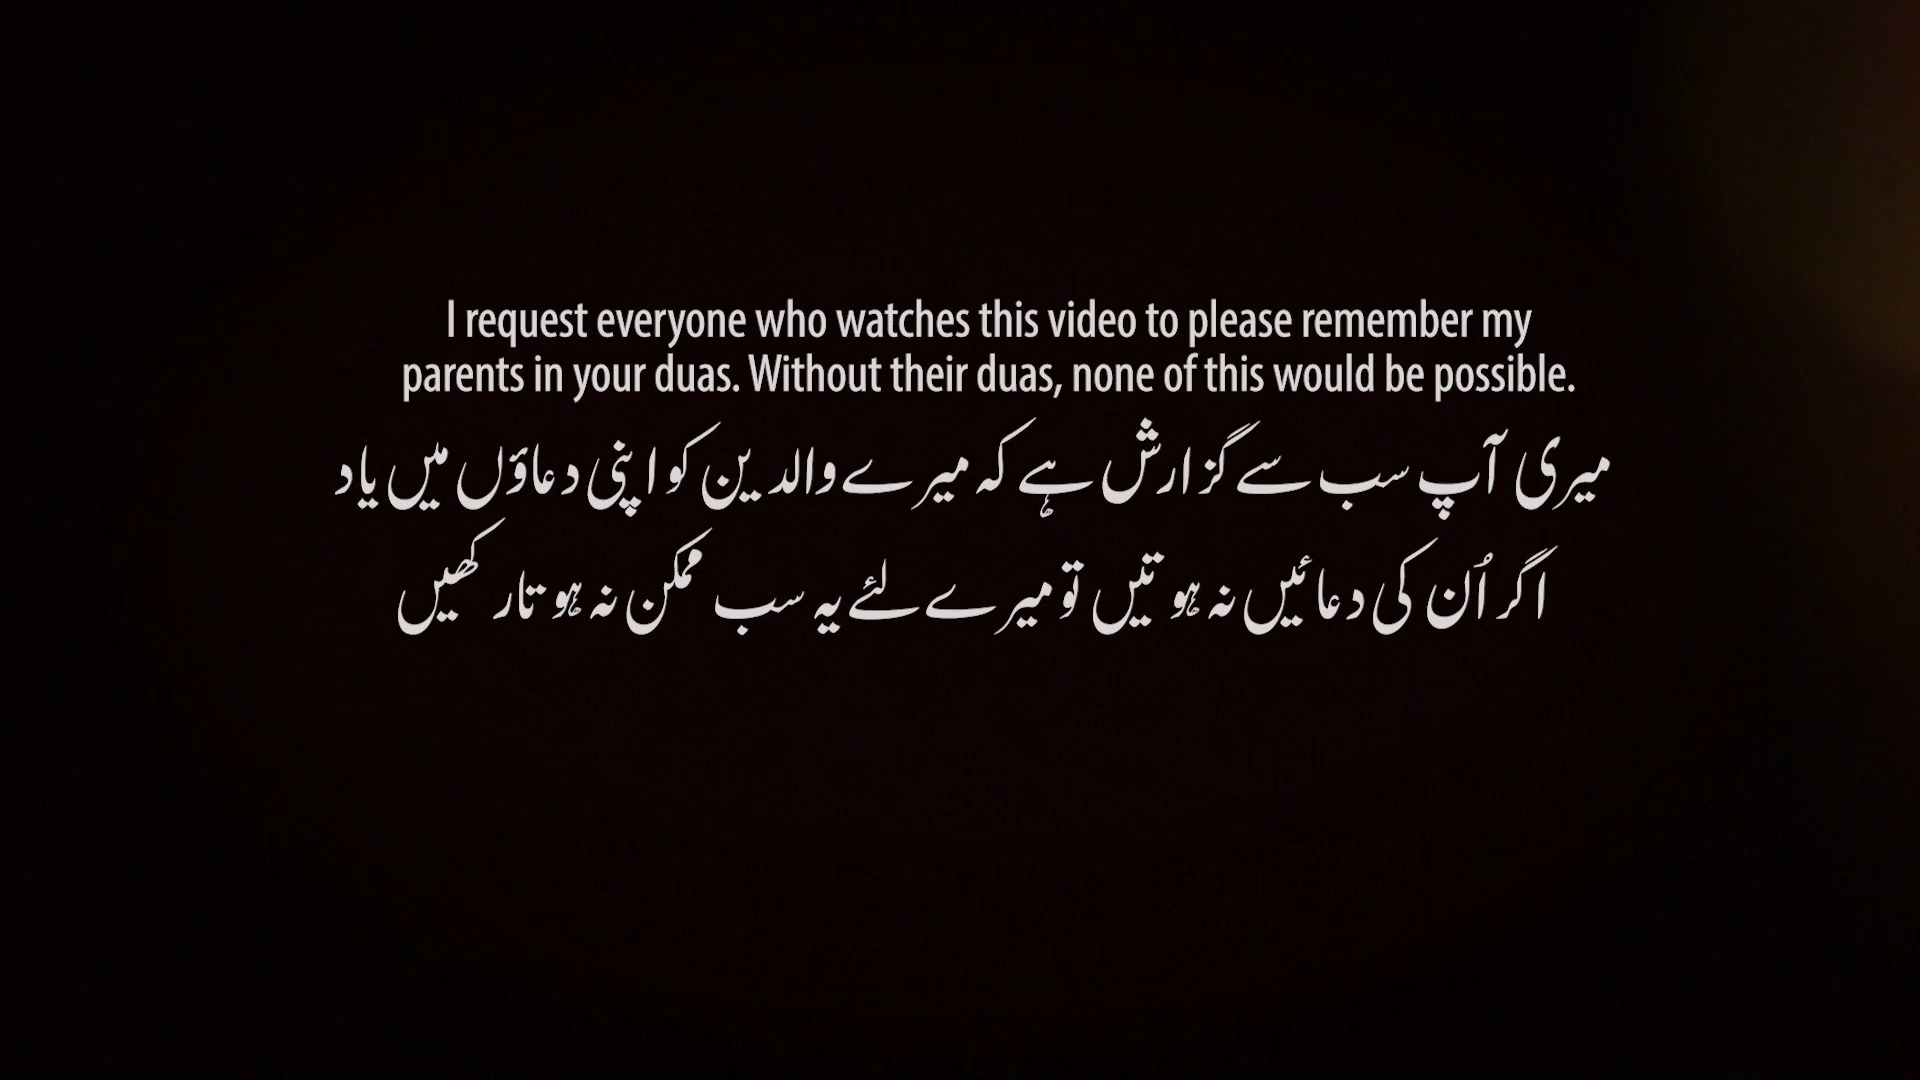 I request everyone who watches this video to please remember my
parents in your duas. Without their duas, none of this would be possible.
میری آپ سب سے گزارش ہے کہ میرے والدین کو اپنی دعاؤں میں یاد
اگر اُن کی دعائیں نہ ہوتیں تو میرے لئے یہ سب ممکن نہ ہوتا رکھیں